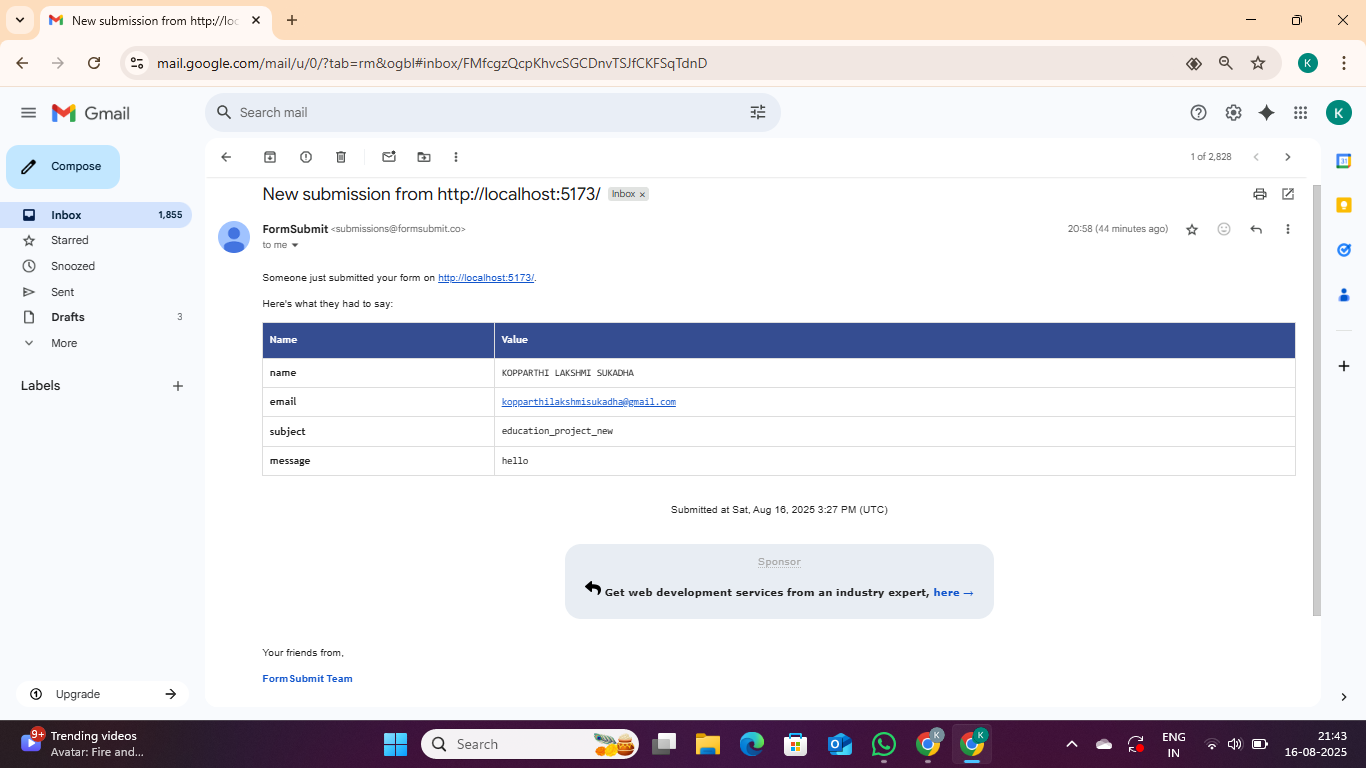 New submission from http://loc
mail.google.com/mail/u/0/?tab=rm&ogbl#inbox/FMfcgzQcpKhvcSGCDnvTSJfCKFSqTdnD
K
Gmail
Search mail
K
Compose
1 of 2,828
New submission from http://localhost:5173/ Inbox x
Inbox 1,855
FormSubmit <submissions@formsubmit.co> 20:58 (44 minutes ago)
to me
Starred
Snoozed
Sent
Drafts 3
More
Labels
Someone just submitted your form on http://localhost:5173/.
Here's what they had to say:
Name Value
name KOPPARTHI LAKSHMI SUKADHA
email kopparthilakshmisukadha@gmail.com
subject education_project_new
message hello
Submitted at Sat, Aug 16, 2025 3:27 PM (UTC)
Sponsor
Get web development services from an industry expert, here →
Your friends from,
FormSubmit Team
Upgrade
9+
Trending videos
Avatar: Fire and...
Search
K
K
ENG
IN
21:43
16-08-2025